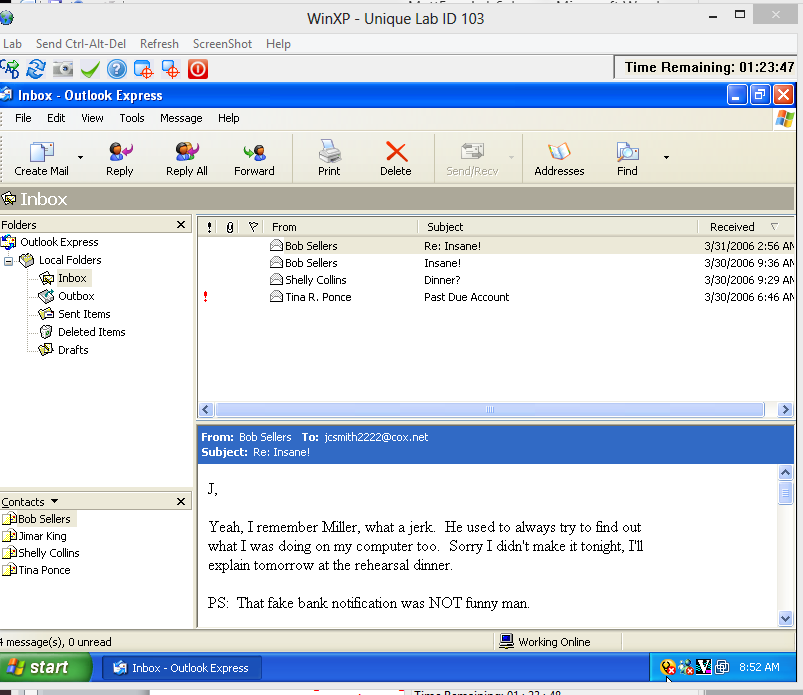 WinXP - Unique Lab ID 103
Lab Send Ctrl-Alt-Del Refresh ScreenShot Help
Time Remaining: 01:23:47
Inbox - Outlook Express
File Edit View Tools Message Help
Create Mail Reply Reply All Forward Print Delete Send/Recv Addresses Find
Inbox
Folders
Outlook Express
Local Folders
Inbox
Outbox
Sent Items
Deleted Items
Drafts
! From Subject Received
Bob Sellers Re: Insane! 3/31/2006 2:56 AM
Bob Sellers Insane! 3/30/2006 9:36 AM
Shelly Collins Dinner? 3/30/2006 9:29 AM
! Tina R. Ponce Past Due Account 3/30/2006 6:46 AM
From: Bob Sellers To: jcsmith2222@cox.net
Subject: Re: Insane!
J,
Yeah, I remember Miller, what a jerk. He used to always try to find out
what I was doing on my computer too. Sorry I didn't make it tonight, I'll
explain tomorrow at the rehearsal dinner.
PS: That fake bank notification was NOT funny man.
Contacts
Bob Sellers
Jimar King
Shelly Collins
Tina Ponce
4 message(s), 0 unread Working Online
start Inbox - Outlook Express 8:52 AM